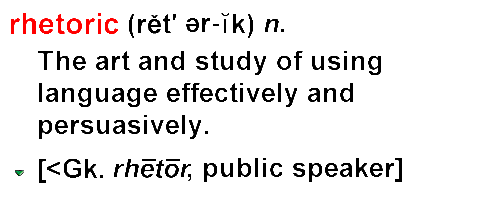 rhetoric (rĕt′ ər-ĭk) n.
The art and study of using
language effectively and
persuasively.
[<Gk. rhētōr, public speaker]